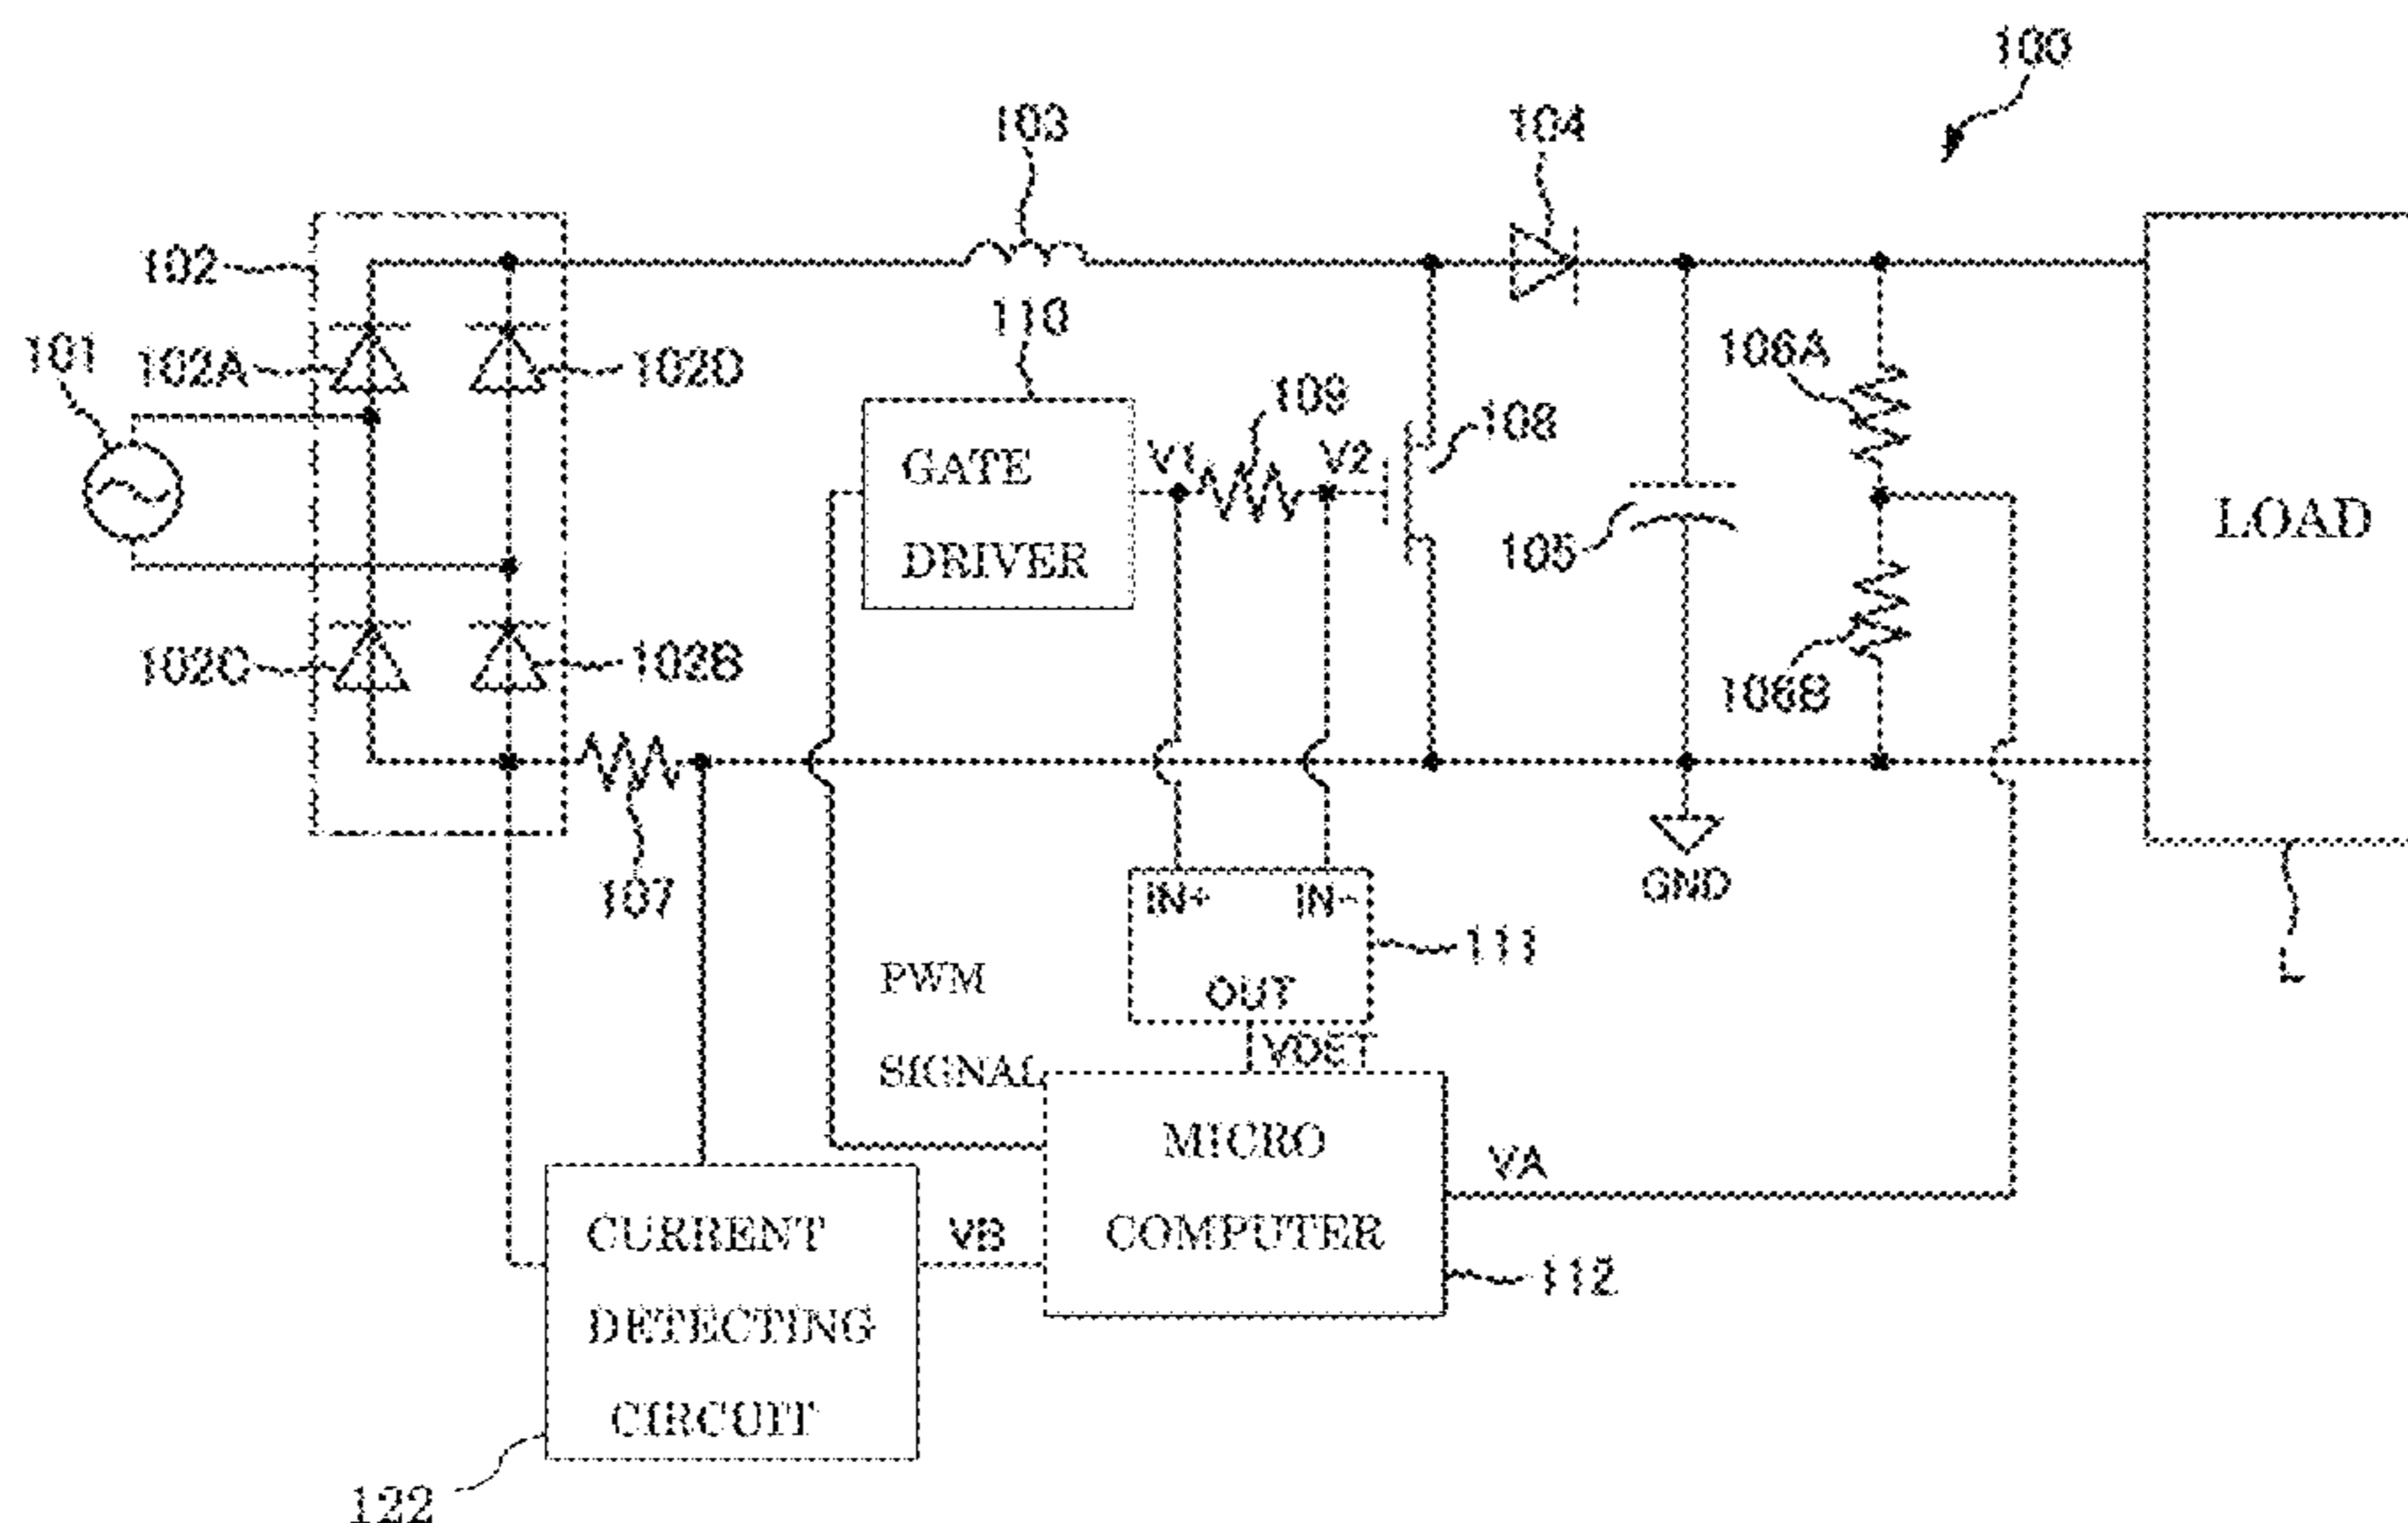 100
103
104
102
110
101
102A
102D
106A
109
108
V1
V2
GATE
DRIVER
LOAD
105
102C
102B
106B
107
GND
IN+
IN-
111
PWM
OUT
L
SIGNAL
VDET
MICRO
VA
CURRENT
VB
COMPUTER
112
DETECTING
CIRCUIT
122